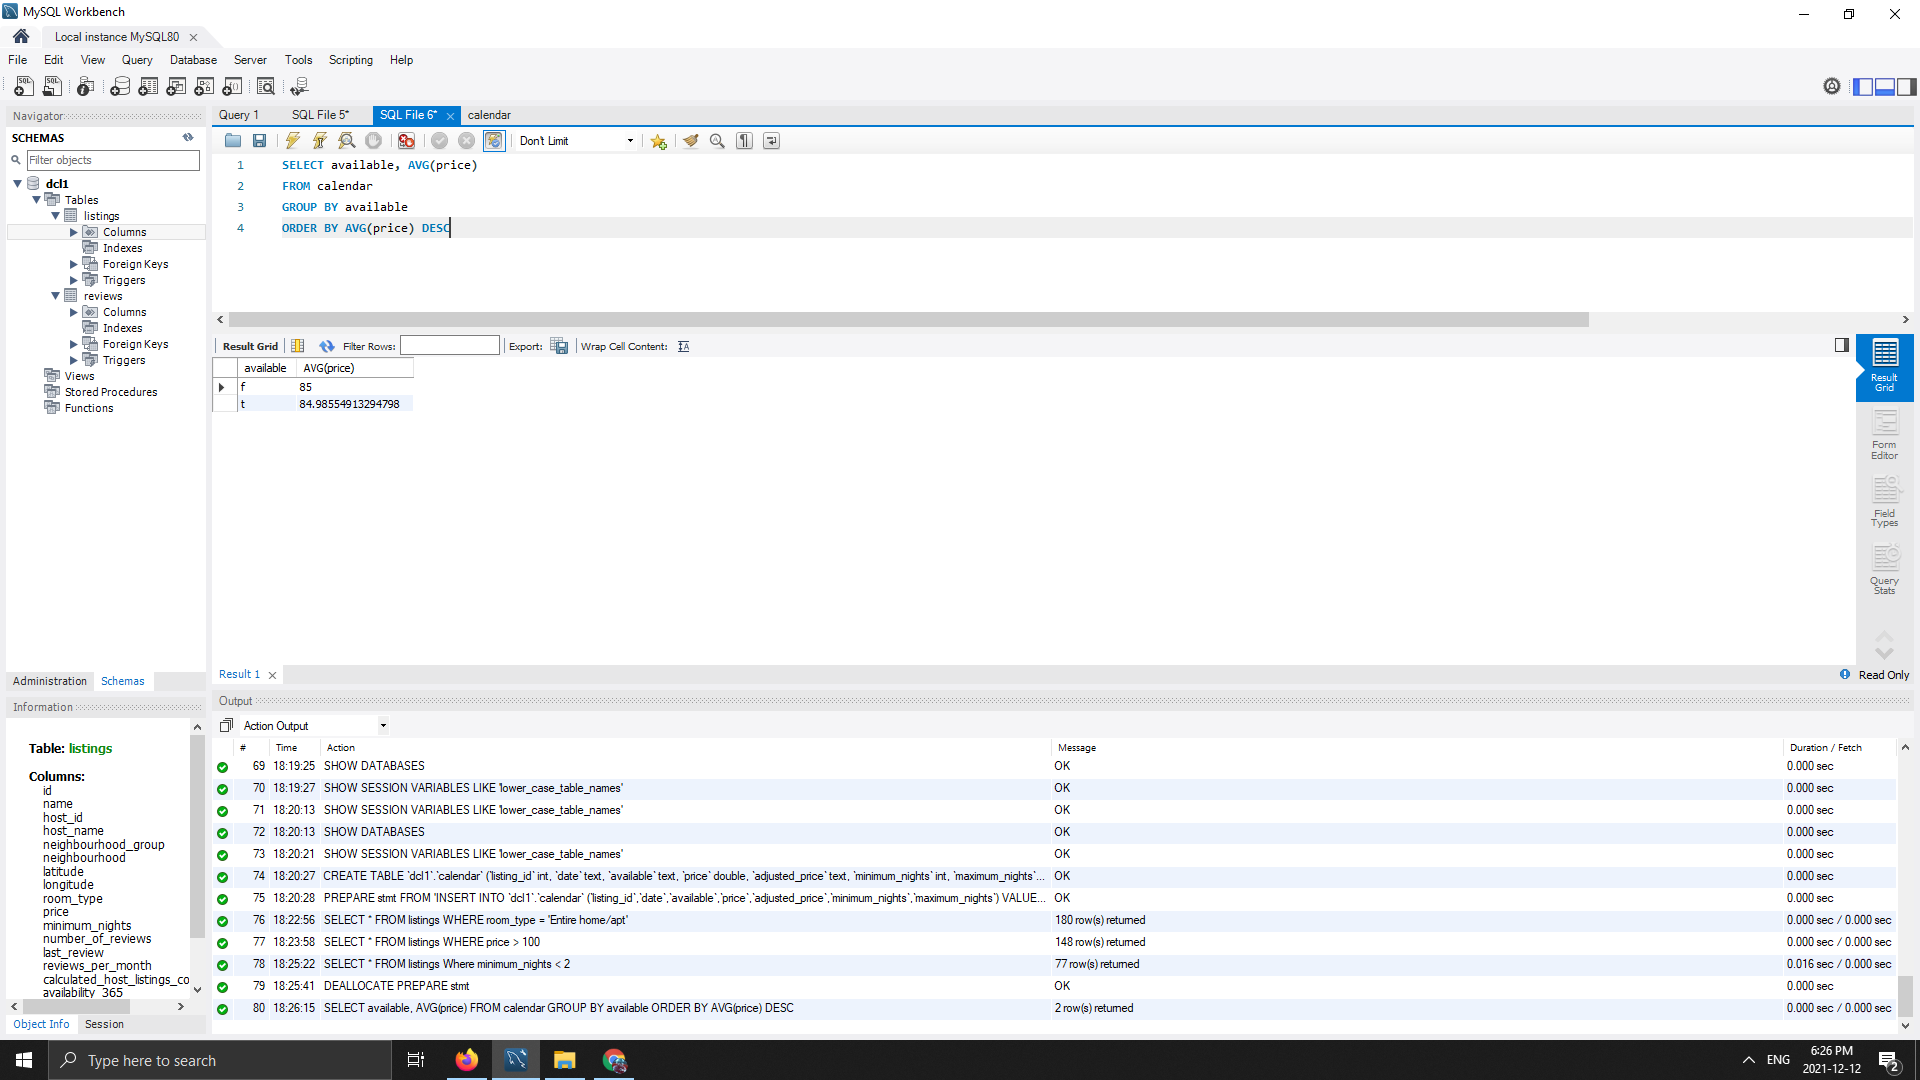 MySQL Workbench
Local instance MySQL80
File Edit View Query Database Server Tools Scripting Help
Navigator
SCHEMAS
Filter objects
dcl1
Tables
listings
Columns
Indexes
Foreign Keys
Triggers
reviews
Columns
Indexes
Foreign Keys
Triggers
Views
Stored Procedures
Functions
Administration Schemas
Information
Table: listings
Columns:
id
name
host_id
host_name
neighbourhood_group
neighbourhood
latitude
longitude
room_type
price
minimum_nights
number_of_reviews
last_review
reviews_per_month
calculated_host_listings_co
availability_365
Object Info Session
Query 1 SQL File 5* SQL File 6* calendar
Don't Limit
1 SELECT available, AVG(price)
2 FROM calendar
3 GROUP BY available
4 ORDER BY AVG(price) DESC
Result Grid Filter Rows: Export: Wrap Cell Content:
available AVG(price)
f 85
t 84.98554913294798
Result Grid
Form Editor
Field Types
Query Stats
Result 1
Read Only
Output
Action Output
# Time Action Message Duration / Fetch
69 18:19:25 SHOW DATABASES OK 0.000 sec
70 18:19:27 SHOW SESSION VARIABLES LIKE 'lower_case_table_names' OK 0.000 sec
71 18:20:13 SHOW SESSION VARIABLES LIKE 'lower_case_table_names' OK 0.000 sec
72 18:20:13 SHOW DATABASES OK 0.000 sec
73 18:20:21 SHOW SESSION VARIABLES LIKE 'lower_case_table_names' OK 0.000 sec
74 18:20:27 CREATE TABLE `dcl1`.`calendar` (`listing_id` int, `date` text, `available` text, `price` double, `adjusted_price` text, `minimum_nights` int, `maximum_nights`... OK 0.000 sec
75 18:20:28 PREPARE stmt FROM 'INSERT INTO `dcl1`.`calendar` (`listing_id`,`date`,`available`,`price`,`adjusted_price`,`minimum_nights`,`maximum_nights`) VALUE... OK 0.000 sec
76 18:22:56 SELECT * FROM listings WHERE room_type = 'Entire home/apt' 180 row(s) returned 0.000 sec / 0.000 sec
77 18:23:58 SELECT * FROM listings WHERE price > 100 148 row(s) returned 0.000 sec / 0.000 sec
78 18:25:22 SELECT * FROM listings Where minimum_nights < 2 77 row(s) returned 0.016 sec / 0.000 sec
79 18:25:41 DEALLOCATE PREPARE stmt OK 0.000 sec
80 18:26:15 SELECT available, AVG(price) FROM calendar GROUP BY available ORDER BY AVG(price) DESC 2 row(s) returned 0.000 sec / 0.000 sec
Type here to search
ENG
6:26 PM
2021-12-12
2